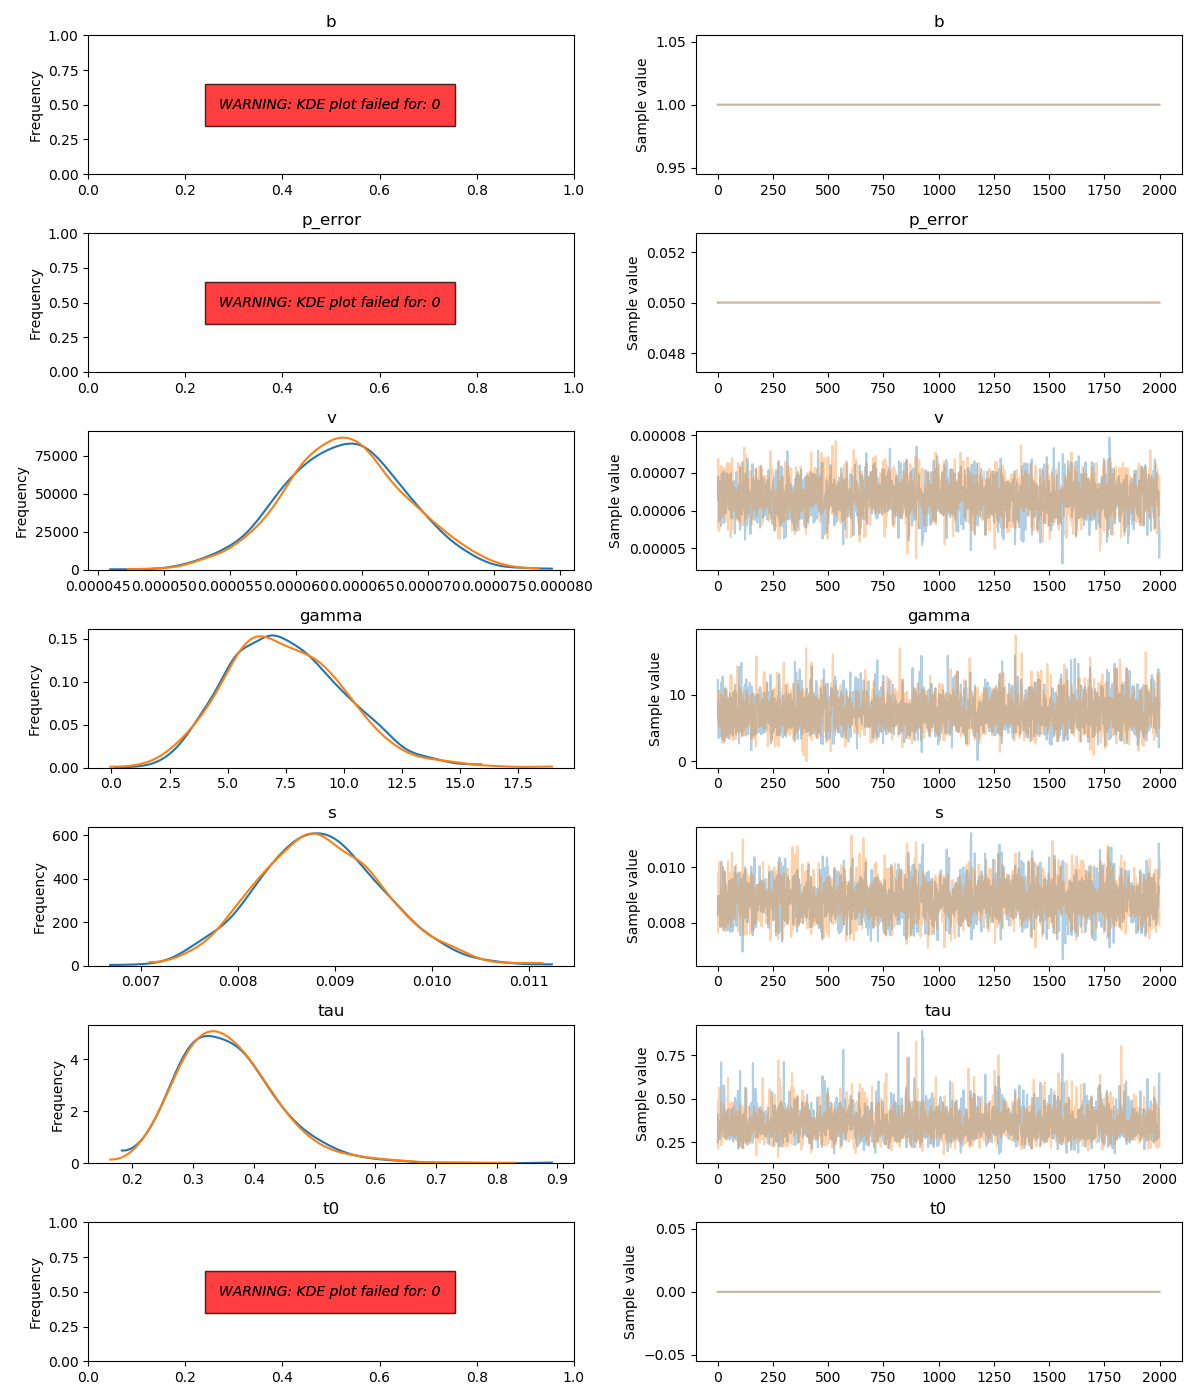 b
1.00
0.75
0.50
0.25
0.00
Frequency
WARNING: KDE plot failed for: 0
0.0 0.2 0.4 0.6 0.8 1.0
b
1.05
1.00
0.95
Sample value
0 250 500 750 1000 1250 1500 1750 2000
p_error
1.00
0.75
0.50
0.25
0.00
Frequency
WARNING: KDE plot failed for: 0
0.0 0.2 0.4 0.6 0.8 1.0
p_error
0.052
0.050
0.048
Sample value
0 250 500 750 1000 1250 1500 1750 2000
v
75000
50000
25000
0
Frequency
0.000045 0.000050 0.000055 0.000060 0.000065 0.000070 0.000075 0.000080
v
0.00008
0.00007
0.00006
0.00005
Sample value
0 250 500 750 1000 1250 1500 1750 2000
gamma
0.15
0.10
0.05
0.00
Frequency
0.0 2.5 5.0 7.5 10.0 12.5 15.0 17.5
gamma
10
0
Sample value
0 250 500 750 1000 1250 1500 1750 2000
s
600
400
200
0
Frequency
0.007 0.008 0.009 0.010 0.011
s
0.010
0.008
Sample value
0 250 500 750 1000 1250 1500 1750 2000
tau
4
2
0
Frequency
0.2 0.3 0.4 0.5 0.6 0.7 0.8 0.9
tau
0.75
0.50
0.25
Sample value
0 250 500 750 1000 1250 1500 1750 2000
t0
1.00
0.75
0.50
0.25
0.00
Frequency
WARNING: KDE plot failed for: 0
0.0 0.2 0.4 0.6 0.8 1.0
t0
0.05
0.00
−0.05
Sample value
0 250 500 750 1000 1250 1500 1750 2000